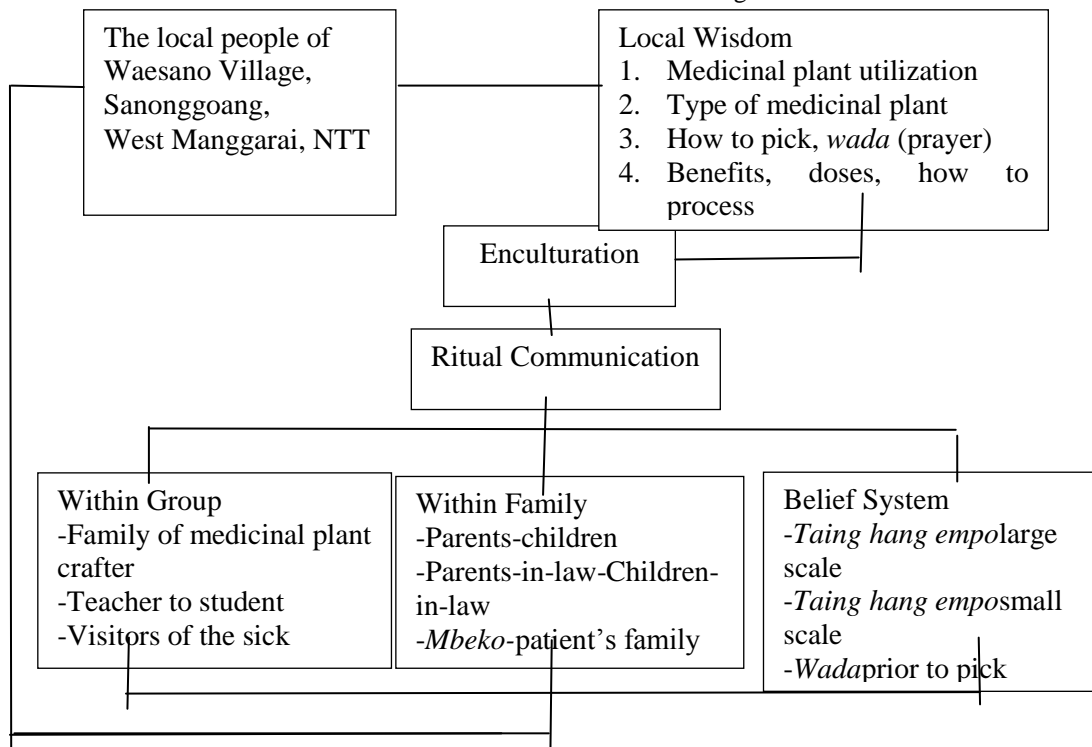 The local people of
Waesano Village,
Sanonggoang,
West Manggarai, NTT
Local Wisdom
1. Medicinal plant utilization
2. Type of medicinal plant
3. How to pick, wada (prayer)
4. Benefits, doses, how to
process
Enculturation
Ritual Communication
Within Group
-Family of medicinal plant
crafter
-Teacher to student
-Visitors of the sick
Within Family
-Parents-children
-Parents-in-law-Children-
in-law
-Mbeko-patient's family
Belief System
-Taing hang empolarge
scale
-Taing hang emposmall
scale
-Wadaprior to pick